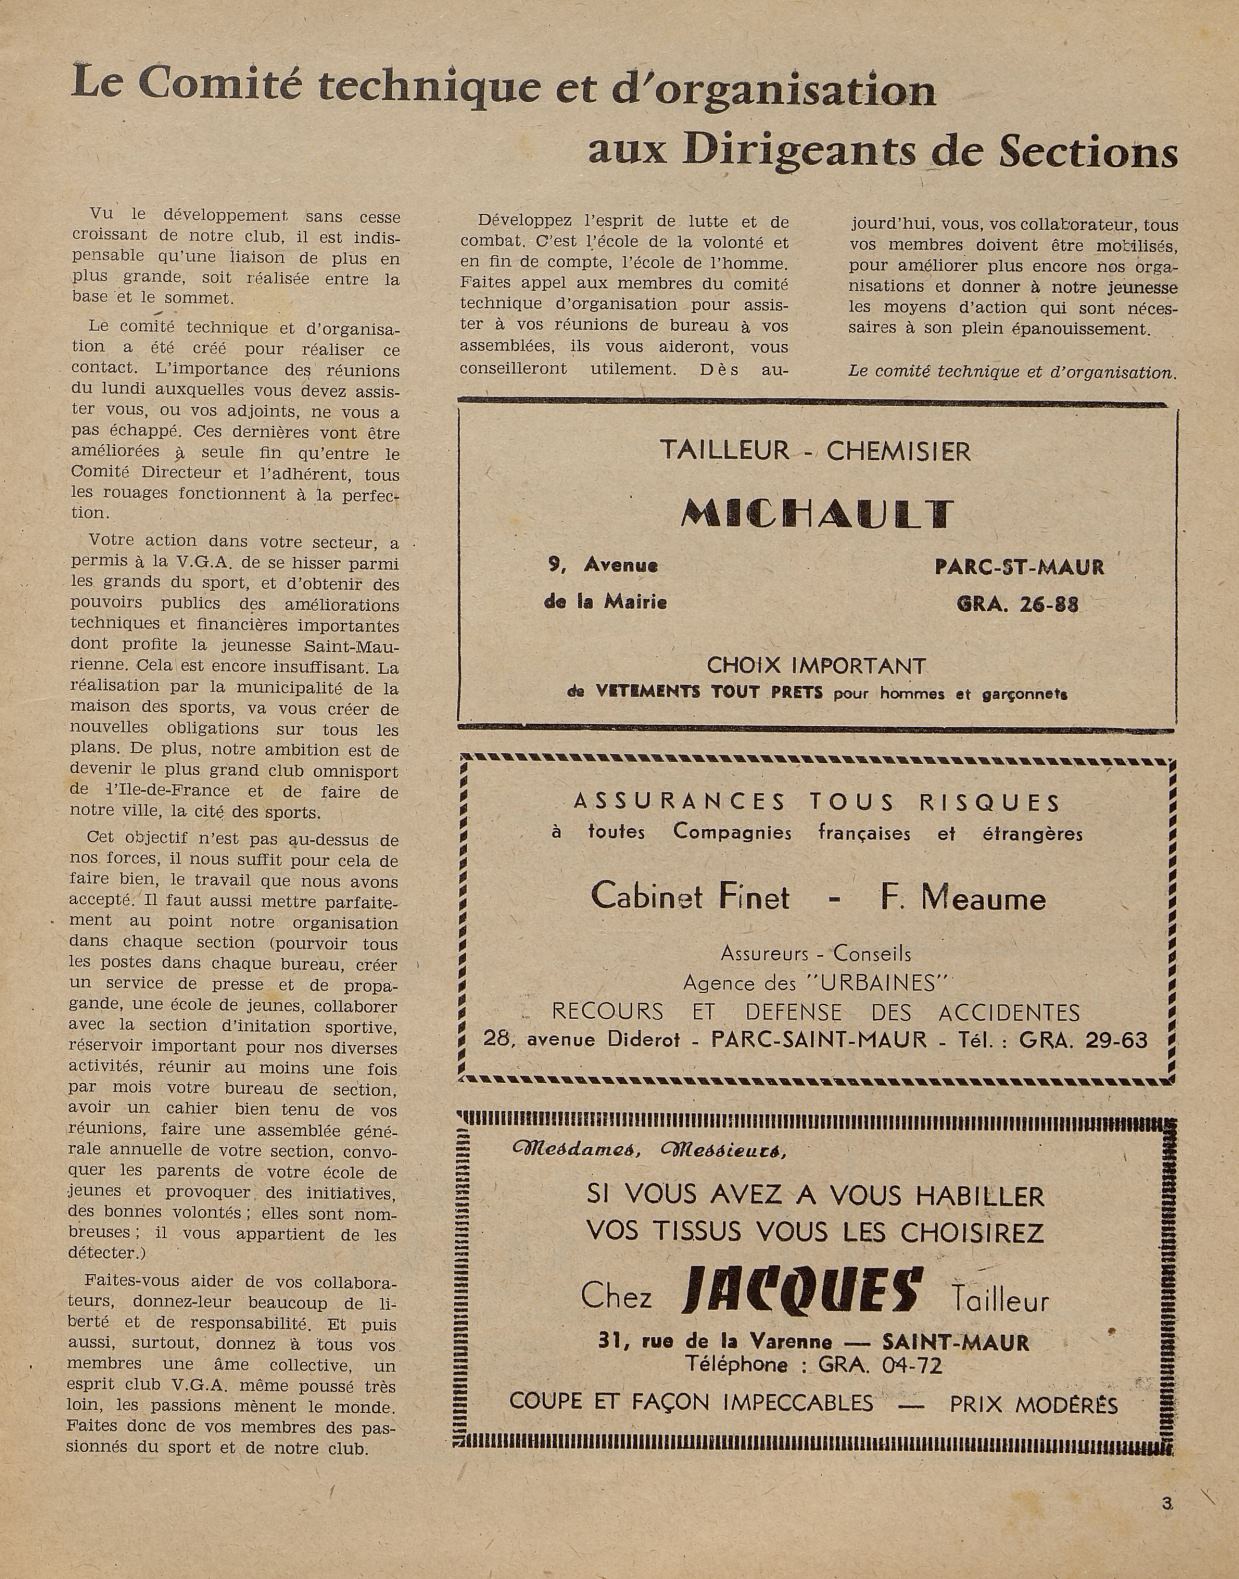 Le Comité technique et d'organisation
aux Dirigeants de Sections
Vu le développement sans cesse
croissant de notre club, il est indis-
pensable qu'une liaison de plus en
plus grande, soit réalisée entre la
base et le sommet.
Le comité technique et d'organisa-
tion a été créé pour réaliser ce
contact. L'importance des réunions
du lundi auxquelles vous devez assis-
ter vous, ou vos adjoints, ne vous a
pas échappé. Ces dernières vont être
améliorées à seule fin qu'entre le
Comité Directeur et l'adhérent, tous
les rouages fonctionnent à la perfec-
tion.
Votre action dans votre secteur, a
permis à la V.G.A. de se hisser parmi
les grands du sport, et d'obtenir des
pouvoirs publics des améliorations
techniques et financières importantes
dont profite la jeunesse Saint-Mau-
rienne. Cela est encore insuffisant. La
réalisation par la municipalité de la
maison des sports, va vous créer de
nouvelles obligations sur tous les
plans. De plus, notre ambition est de
devenir le plus grand club omnisport
de l'Ile-de-France et de faire de
notre ville, la cité des sports.
Cet objectif n'est pas au-dessus de
nos forces, il nous suffit pour cela de
faire bien, le travail que nous avons
accepté. Il faut aussi mettre parfaite-
ment au point notre organisation
dans chaque section (pourvoir tous
les postes dans chaque bureau, créer
un service de presse et de propa-
gande, une école de jeunes, collaborer
avec la section d'initation sportive,
réservoir important pour nos diverses
activités, réunir au moins une fois
par mois votre bureau de section,
avoir un cahier bien tenu de vos
réunions, faire une assemblée géné-
rale annuelle de votre section, convo-
quer les parents de votre école de
jeunes et provoquer des initiatives,
des bonnes volontés ; elles sont nom-
breuses ; il vous appartient de les
détecter.)
Faites-vous aider de vos collabora-
teurs, donnez-leur beaucoup de li-
berté et de responsabilité. Et puis
aussi, surtout, donnez à tous vos
membres une âme collective, un
esprit club V.G.A. même poussé très
loin, les passions mènent le monde.
Faites donc de vos membres des pas-
sionnés du sport et de notre club.
Développez l'esprit de lutte et de
combat. C'est l'école de la volonté et
en fin de compte, l'école de l'homme.
Faites appel aux membres du comité
technique d'organisation pour assis-
ter à vos réunions de bureau à vos
assemblées, ils vous aideront, vous
conseilleront utilement. Dès au-
jourd'hui, vous, vos collaborateur, tous
vos membres doivent être mobilisés,
pour améliorer plus encore nos orga-
nisations et donner à notre jeunesse
les moyens d'action qui sont néces-
saires à son plein épanouissement.
Le comité technique et d'organisation.
TAILLEUR - CHEMISIER
MICHAULT
9, Avenue
de la Mairie
PARC-ST-MAUR
GRA. 26-88
CHOIX IMPORTANT
de VETEMENTS TOUT PRETS pour hommes et garçonnets
ASSURANCES TOUS RISQUES
à toutes Compagnies françaises et étrangères
Cabinet Finet - F. Meaume
Assureurs - Conseils
Agence des "URBAINES"
RECOURS ET DEFENSE DES ACCIDENTES
28, avenue Diderot - PARC-SAINT-MAUR - Tél. : GRA. 29-63
Mesdames, Messieurs,
SI VOUS AVEZ A VOUS HABILLER
VOS TISSUS VOUS LES CHOISIREZ
Chez JACQUES Tailleur
31, rue de la Varenne — SAINT-MAUR
Téléphone : GRA. 04-72
COUPE ET FAÇON IMPECCABLES — PRIX MODÉRÉS
3